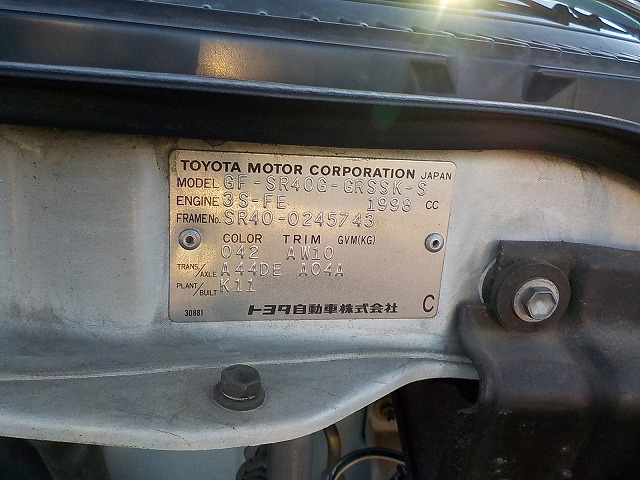 TOYOTA MOTOR CORPORATION JAPAN
MODEL GF-SR40G-GRSSK-S
ENGINE 3S-FE 1998 CC
FRAME No. SR40-0245743
COLOR TRIM GVM(KG)
042 AW10
TRANS/AXLE A44DE A04A
PLANT/BUILT K11
30881 トヨタ自動車株式会社 C